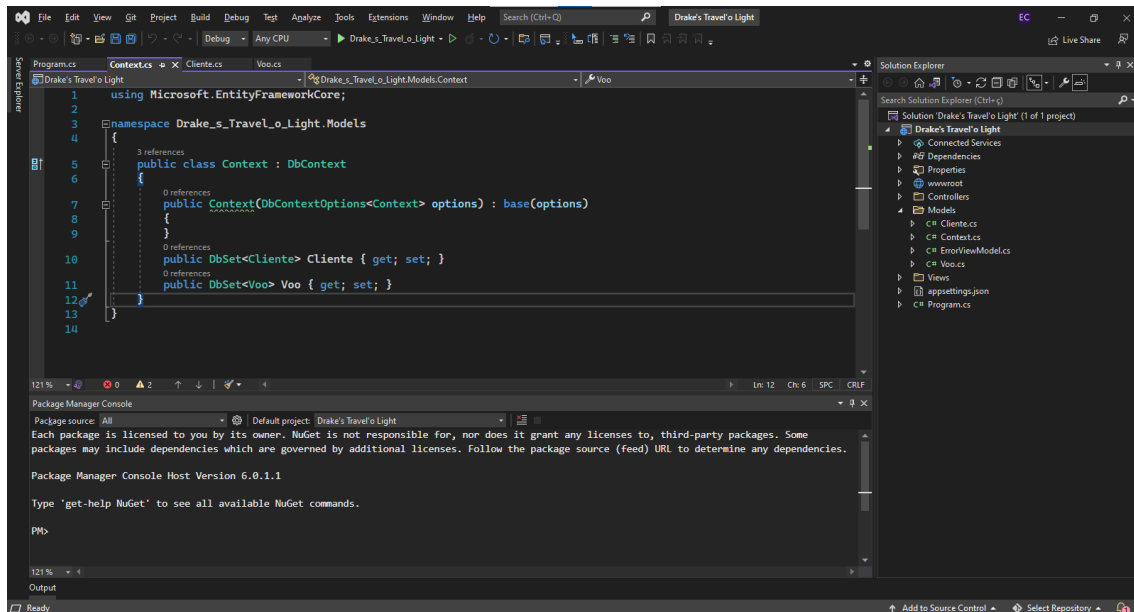 File Edit View Git Project Build Debug Test Analyze Tools Extensions Window Help Search (Ctrl+Q) Drake's Travel'o Light EC
Debug Any CPU Drake_s_Travel_o_Light Live Share
Server Explorer
Program.cs Context.cs Cliente.cs Voo.cs
Drake's Travel'o Light Drake_s_Travel_o_Light.Models.Context Voo
1 using Microsoft.EntityFrameworkCore;
2
3 namespace Drake_s_Travel_o_Light.Models
4 {
3 references
5 public class Context : DbContext
6 {
0 references
7 public Context(DbContextOptions<Context> options) : base(options)
8 {
9 }
0 references
10 public DbSet<Cliente> Cliente { get; set; }
0 references
11 public DbSet<Voo> Voo { get; set; }
12 }
13 }
14
121 % 0 2 Ln: 12 Ch: 6 SPC CRLF
Package Manager Console
Package source: All Default project: Drake's Travel'o Light
Each package is licensed to you by its owner. NuGet is not responsible for, nor does it grant any licenses to, third-party packages. Some
packages may include dependencies which are governed by additional licenses. Follow the package source (feed) URL to determine any dependencies.
Package Manager Console Host Version 6.0.1.1
Type 'get-help NuGet' to see all available NuGet commands.
PM>
121 %
Output
Solution Explorer
Search Solution Explorer (Ctrl+ç)
Solution 'Drake's Travel'o Light' (1 of 1 project)
Drake's Travel'o Light
Connected Services
Dependencies
Properties
wwwroot
Controllers
Models
C# Cliente.cs
C# Context.cs
C# ErrorViewModel.cs
C# Voo.cs
Views
appsettings.json
C# Program.cs
Ready Add to Source Control Select Repository 1